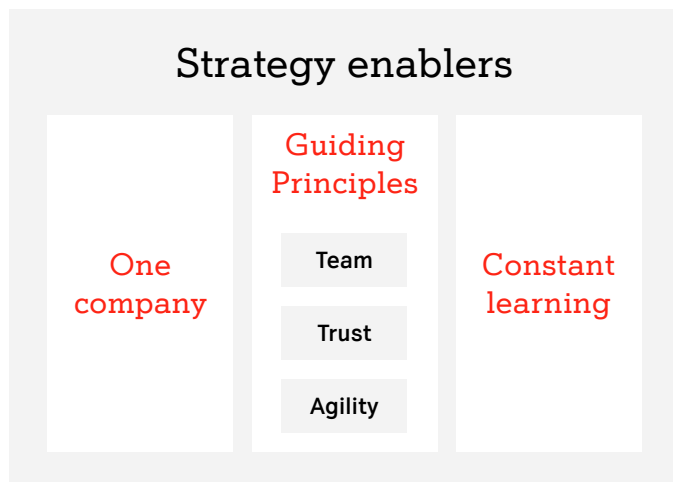 Strategy enablers
One
company
Guiding
Principles
Team
Trust
Agility
Constant
learning